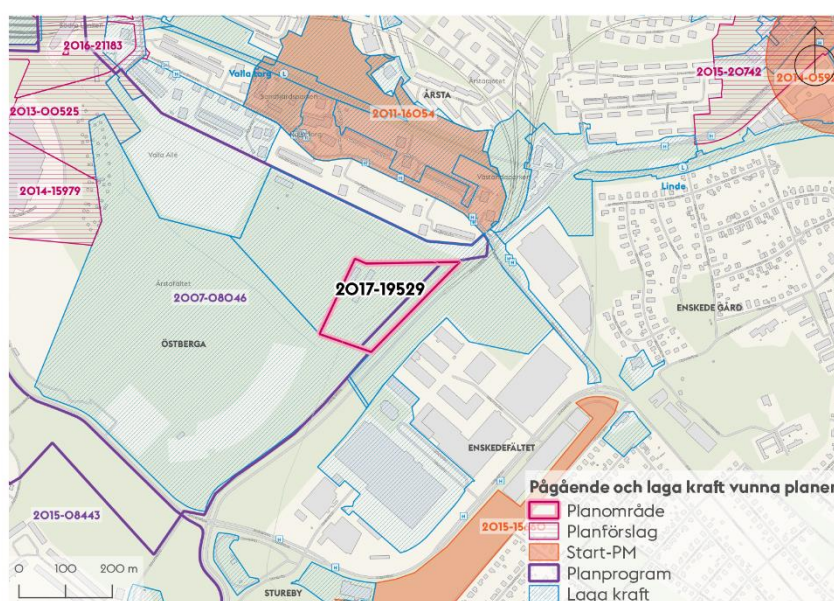 2016-21183
Valla torg
ÅRSTA
2015-20742
2013-00525
2011-16054
Valla Allé
2014-15979
Linde
Årstafältet
2007-08046
2017-19529
ENSKEDE GÅRD
ÖSTBERGA
ENSKEDEFÄLTET
2015-08443
STUREBY
0 100 200 m
Pågående och laga kraft vunna planer
Planområde
Planförslag
Start-PM
Planprogram
Laga kraft